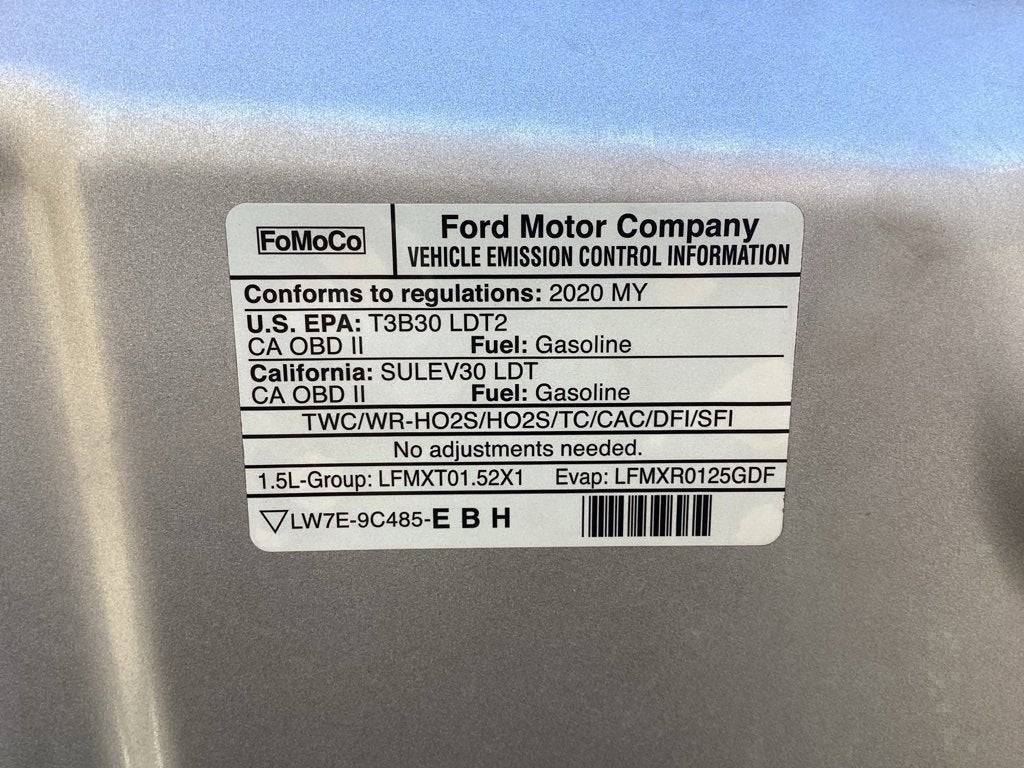 FoMoCo
Ford Motor Company
VEHICLE EMISSION CONTROL INFORMATION
Conforms to regulations: 2020 MY
U.S. EPA: T3B30 LDT2
CA OBD II Fuel: Gasoline
California: SULEV30 LDT
CA OBD II Fuel: Gasoline
TWC/WR-HO2S/HO2S/TC/CAC/DFI/SFI
No adjustments needed.
1.5L-Group: LFMXT01.52X1 Evap: LFMXR0125GDF
LW7E-9C485-E B H